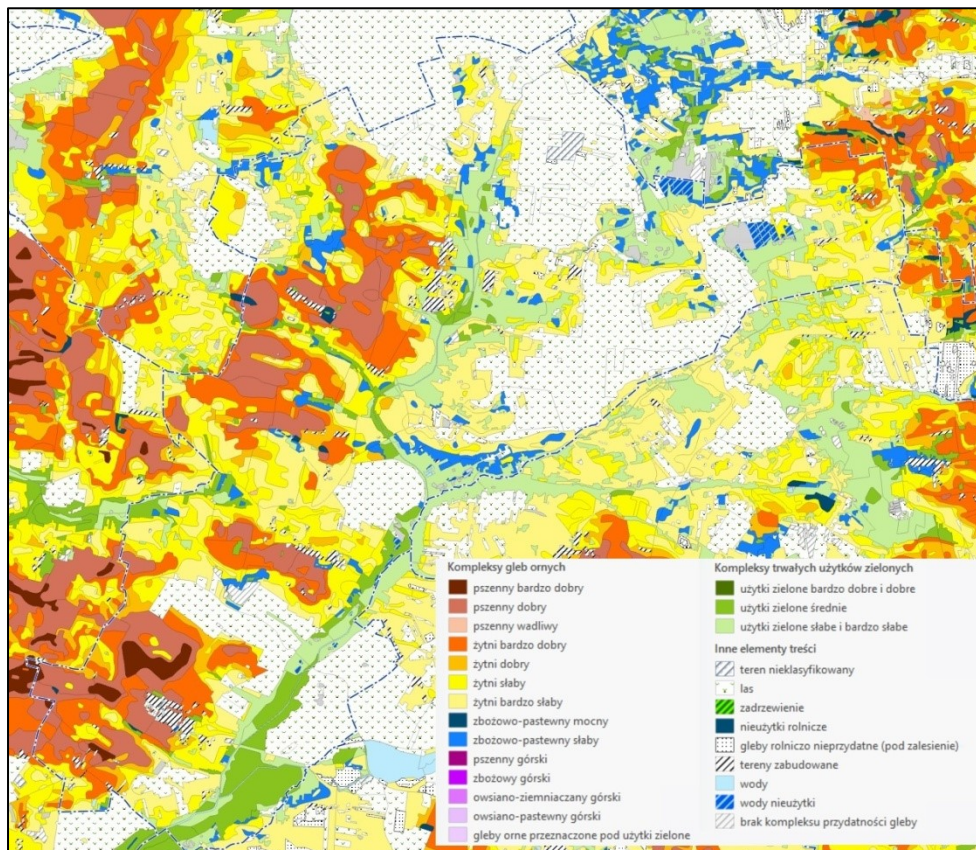 Kompleksy gleb ornych
pszenny bardzo dobry
pszenny dobry
pszenny wadliwy
żytni bardzo dobry
żytni dobry
żytni słaby
żytni bardzo słaby
zbożowo-pastewny mocny
zbożowo-pastewny słaby
pszenny górski
zbożowy górski
owsiano-ziemniaczany górski
owsiano-pastewny górski
gleby orne przeznaczone pod użytki zielone
Kompleksy trwałych użytków zielonych
użytki zielone bardzo dobre i dobre
użytki zielone średnie
użytki zielone słabe i bardzo słabe
Inne elementy treści
teren nieklasyfikowany
las
zadrzewienie
nieużytki rolnicze
gleby rolniczo nieprzydatne (pod zalesienie)
tereny zabudowane
wody
wody nieużytki
brak kompleksu przydatności gleby